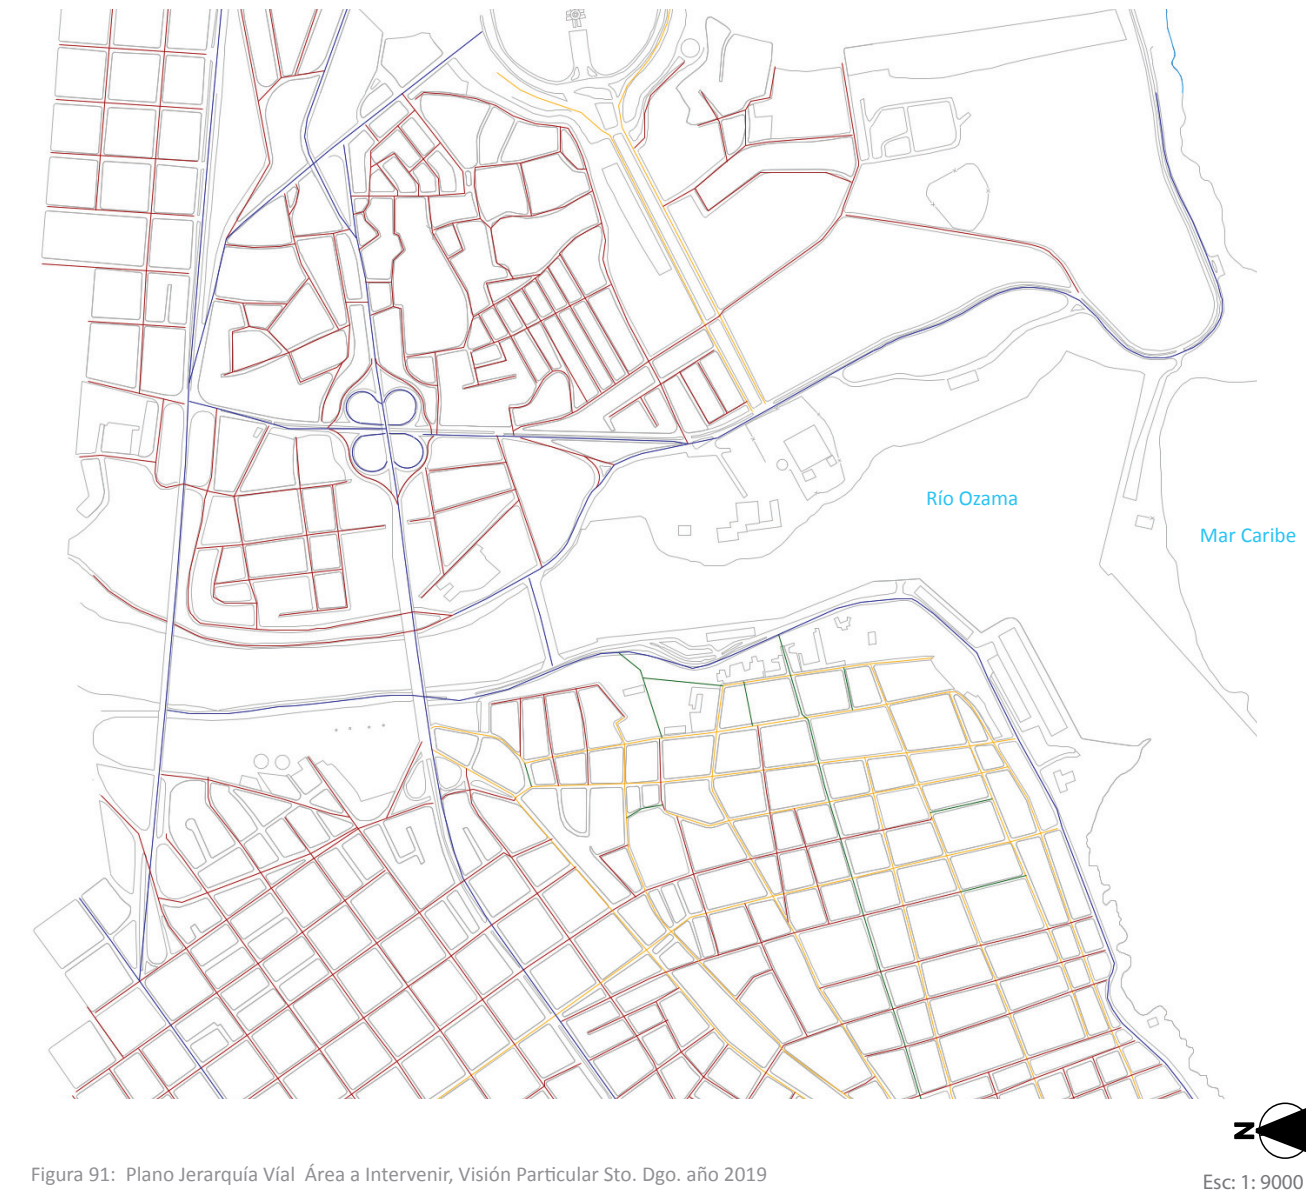 Río Ozama
Mar Caribe
N
Figura 91: Plano Jerarquía Víal Área a Intervenir, Visión Particular Sto. Dgo. año 2019
Esc: 1: 9000